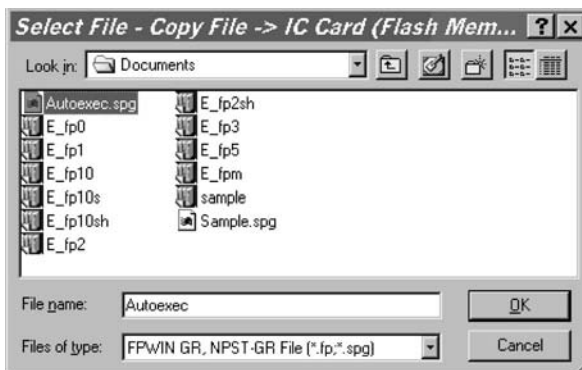 Select File - Copy File -> IC Card (Flash Mem...
Look in: Documents
Autoexec.spg
E_fp0
E_fp1
E_fp10
E_fp10s
E_fp10sh
E_fp2
E_fp2sh
E_fp3
E_fp5
E_fpm
sample
Sample.spg
File name: Autoexec
OK
Files of type: FPWIN GR, NPST-GR File (*.fp;*.spg)
Cancel